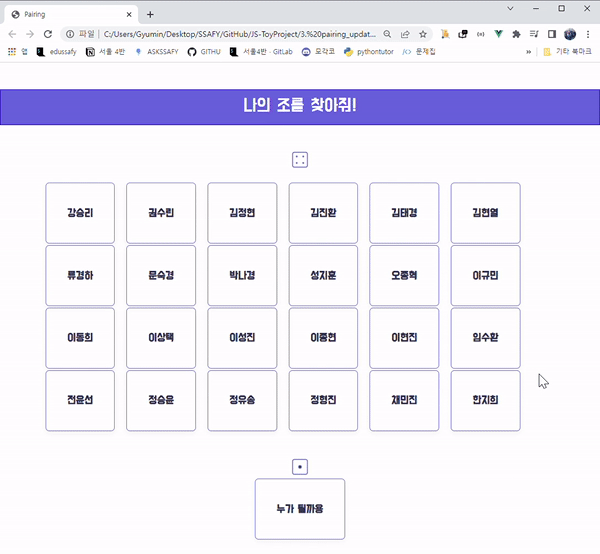 Pairing
파일 C:/Users/Gyumin/Desktop/SSAFY/GitHub/JS-ToyProject/3.%20pairing_updat...
앱 edussafy 서울 4반 ASKSSAFY GITHU 서울4반 · GitLab 모각코 pythontutor 문제집 » 기타 북마크
나의 조를 찾아줘!
강승리 권수린 김정현 김진환 김태경 김현열
류경하 문숙경 박나경 성지훈 오종혁 이규민
이동희 이상택 이성진 이종현 이현진 임수환
전윤선 정승윤 정유송 정형진 채민진 한지희
누가 될까용